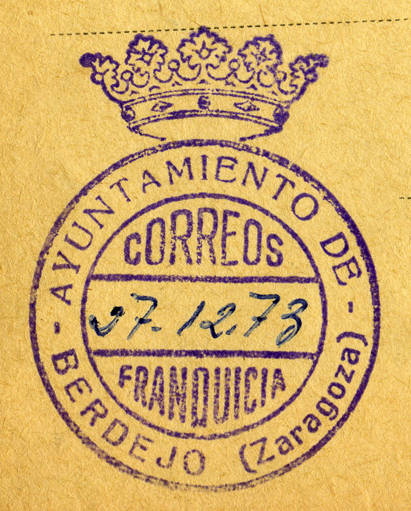 - AYUNTAMIENTO DE -
CORREOS
27.12.73
FRANQUICIA
BERDEJO (Zaragoza)